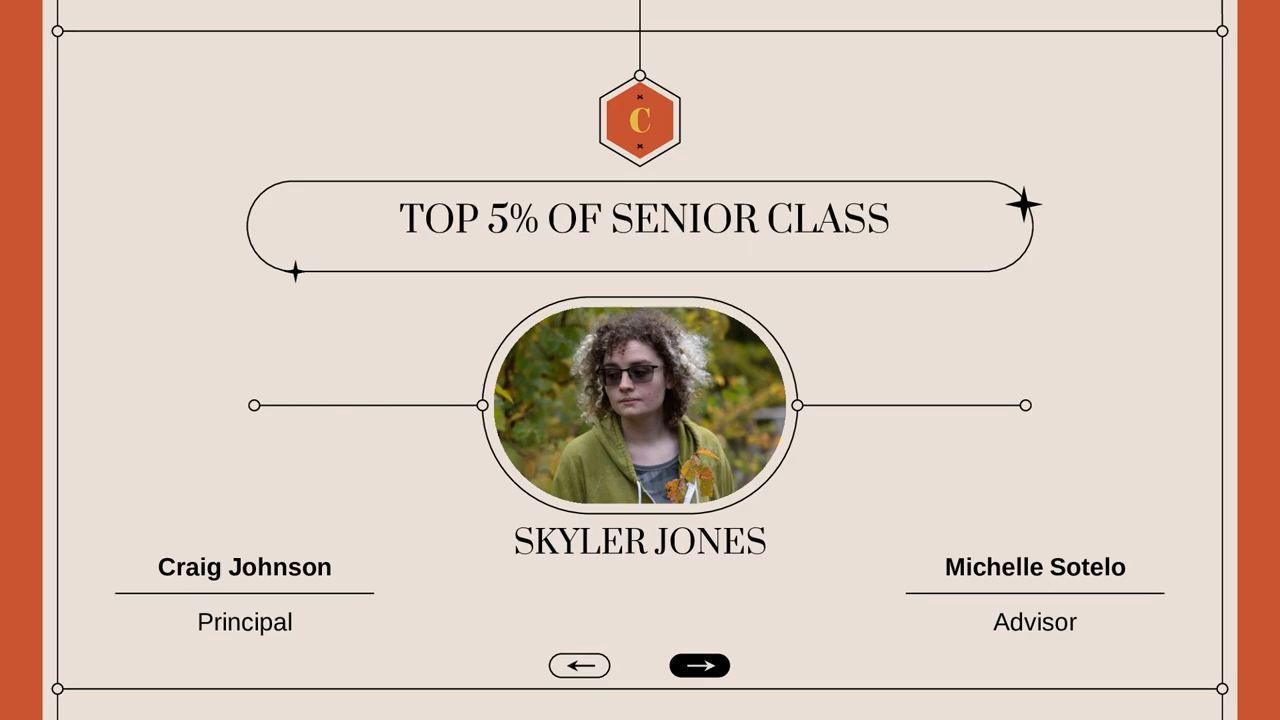 C
TOP 5% OF SENIOR CLASS
SKYLER JONES
Craig Johnson
Principal
Michelle Sotelo
Advisor